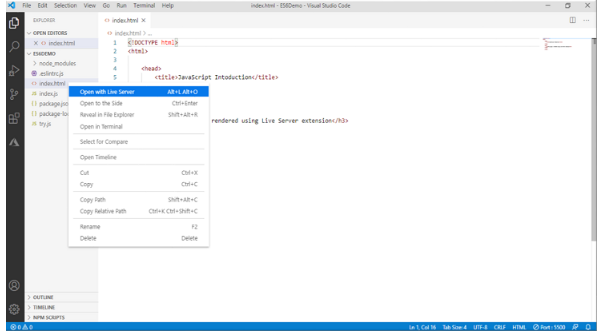 File Edit Selection View Go Run Terminal Help
index.html - ES6Demo - Visual Studio Code
EXPLORER
OPEN EDITORS
index.html
ES6DEMO
node_modules
.eslintrc.js
index.html
index.js
package.jso
package-lo
try.js
OUTLINE
TIMELINE
NPM SCRIPTS
index.html
index.html > ...
1 <!DOCTYPE html>
2 <html>
3
4 <head>
5 <title>JavaScript Intoduction</title>
rendered using Live Server extension</h3>
Open with Live Server Alt+L Alt+O
Open to the Side Ctrl+Enter
Reveal in File Explorer Shift+Alt+R
Open in Terminal
Select for Compare
Open Timeline
Cut Ctrl+X
Copy Ctrl+C
Copy Path Shift+Alt+C
Copy Relative Path Ctrl+K Ctrl+Shift+C
Rename F2
Delete Delete
0 0
Ln 1, Col 16 Tab Size: 4 UTF-8 CRLF HTML Port : 5500